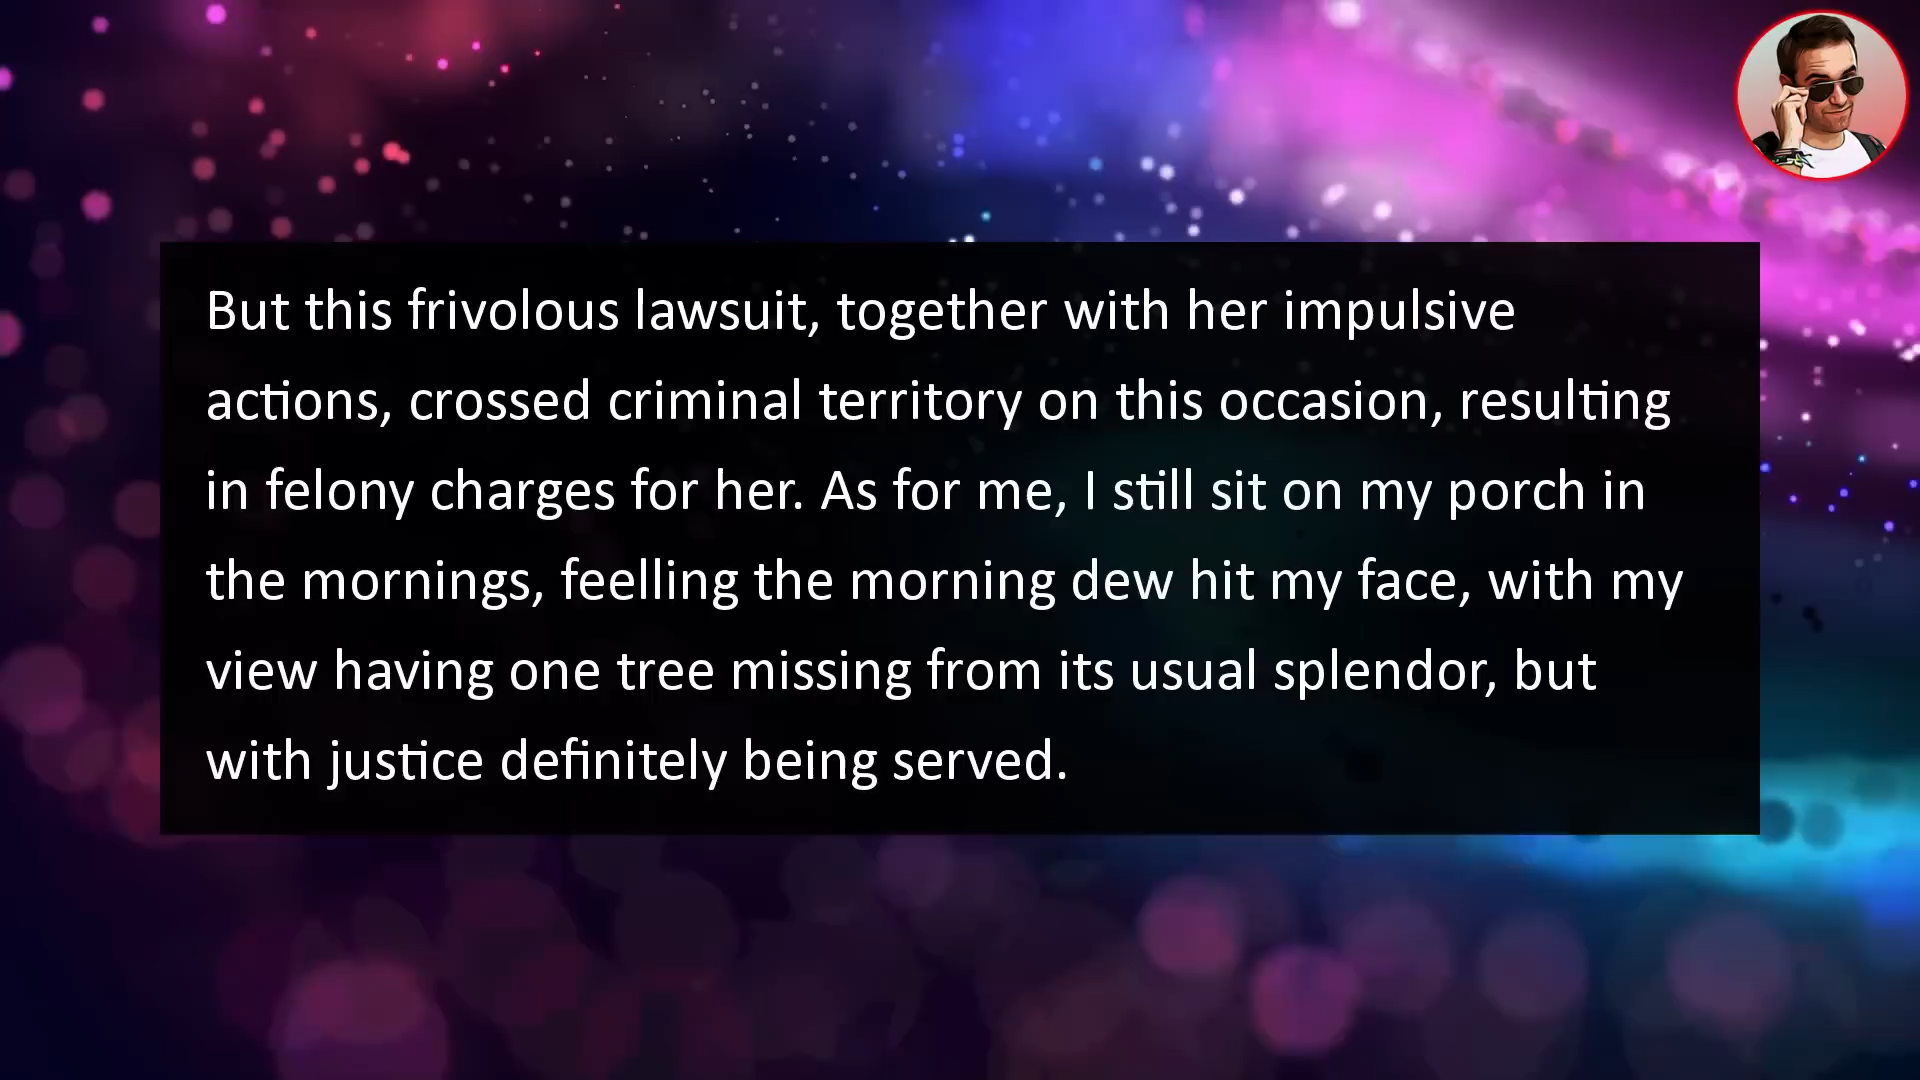 But this frivolous lawsuit, together with her impulsive
actions, crossed criminal territory on this occasion, resulting
in felony charges for her. As for me, I still sit on my porch in
the mornings, feelling the morning dew hit my face, with my
view having one tree missing from its usual splendor, but
with justice definitely being served.